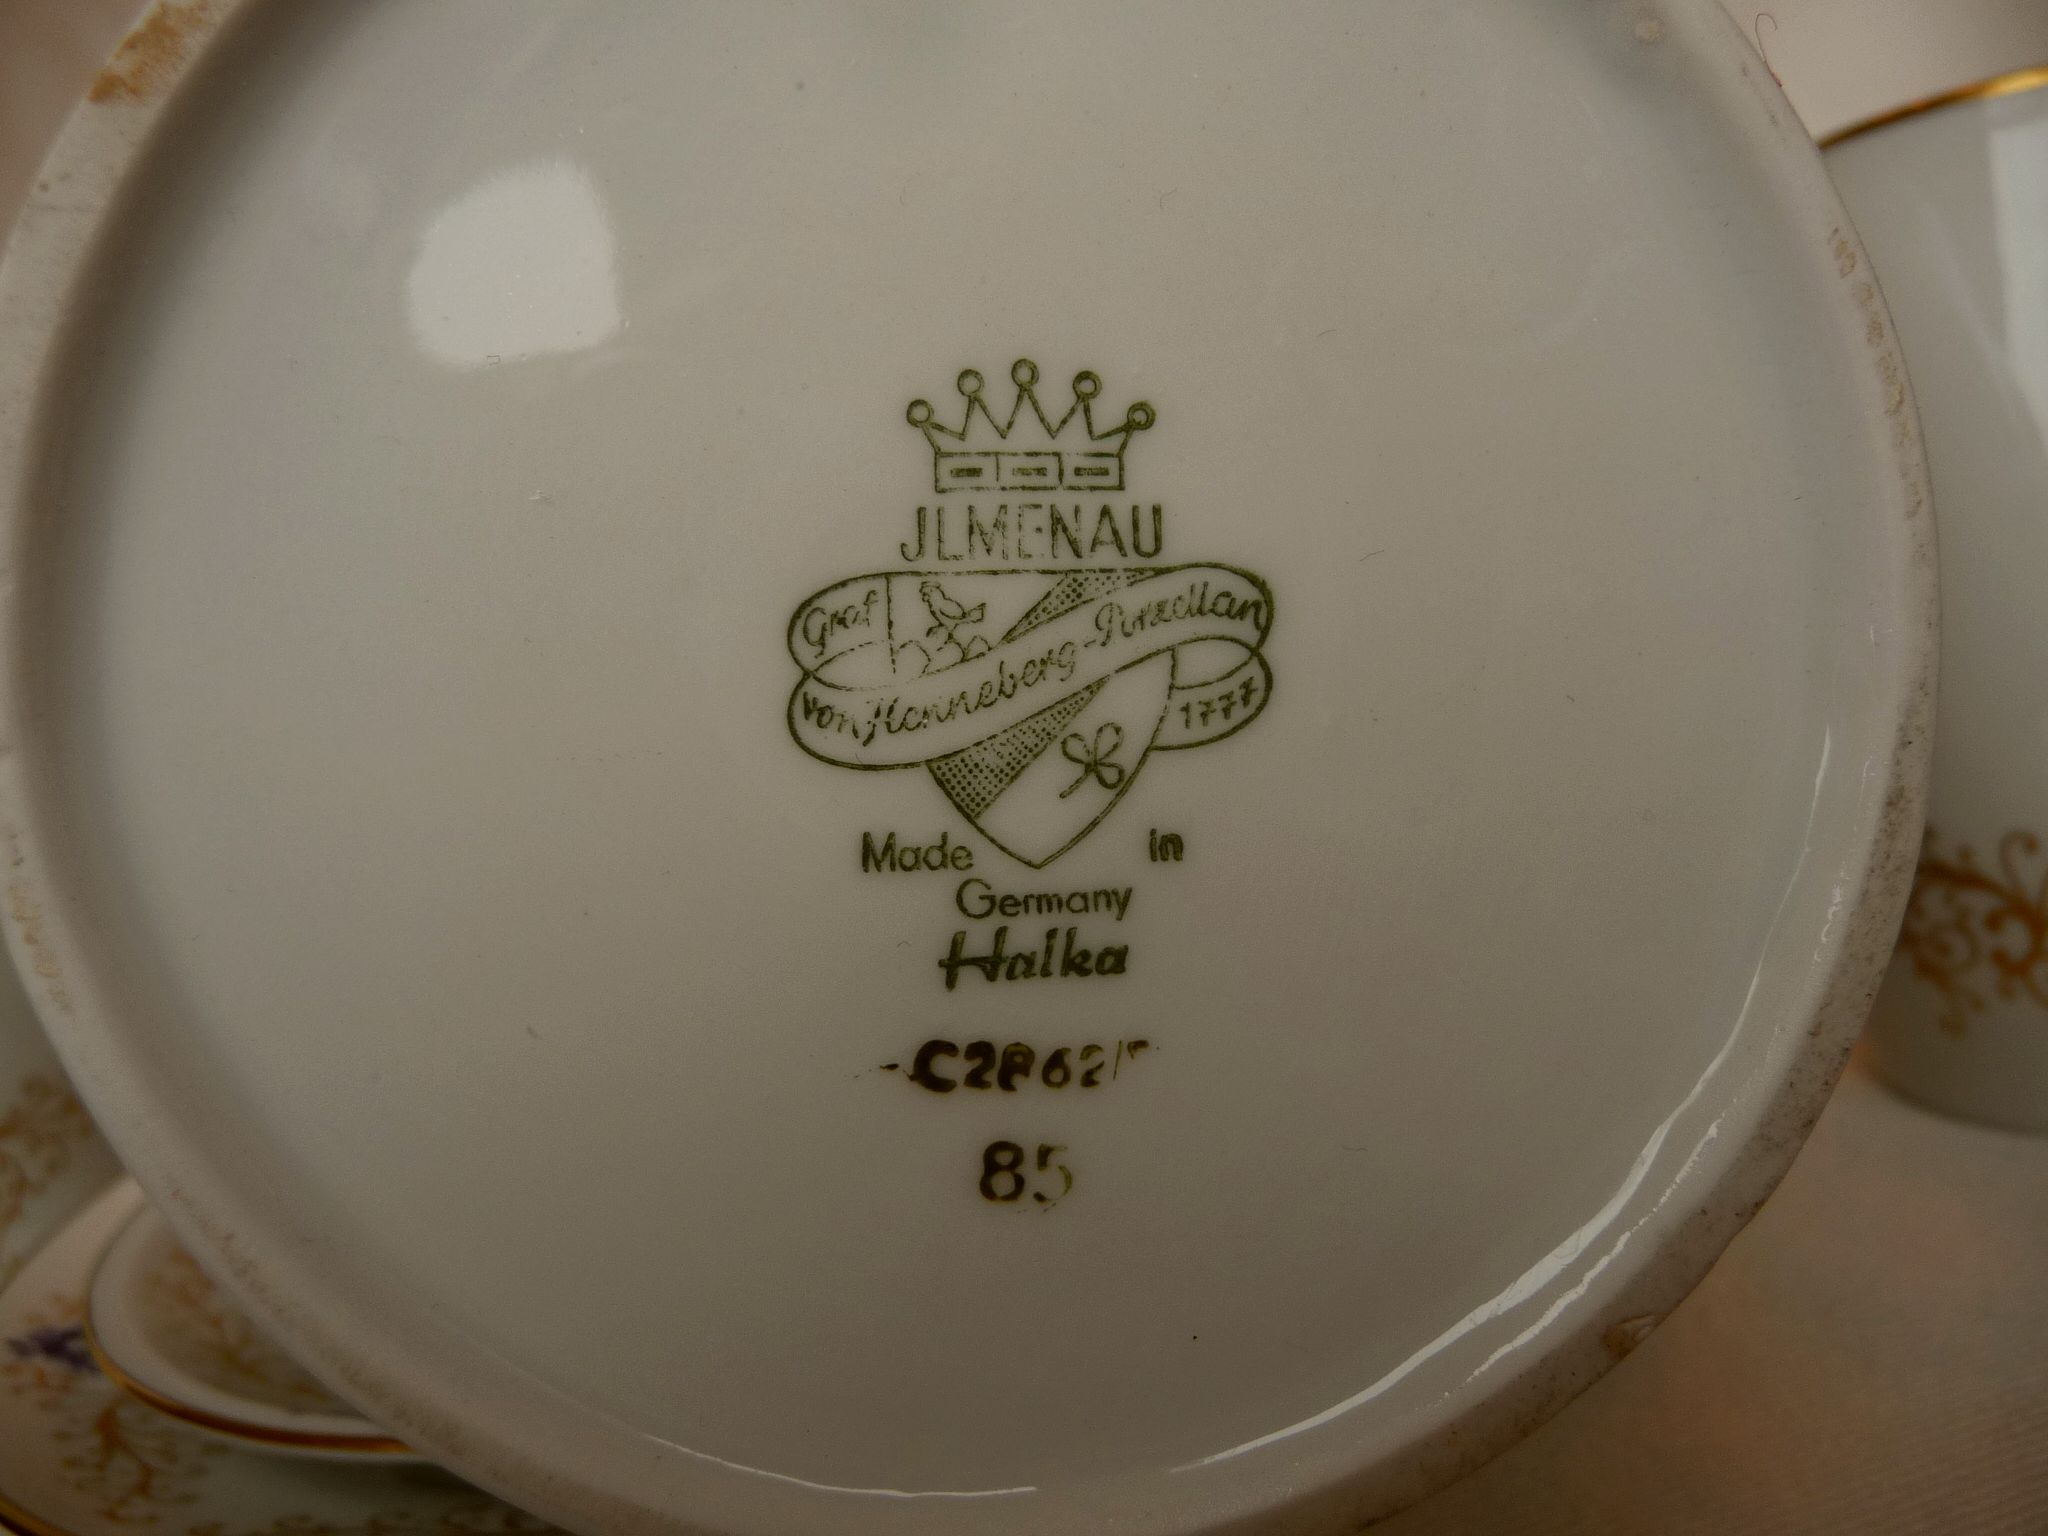 JLMENAU
Graf
von Henneberg-Porzellan
1777
Made in
Germany
Halka
85